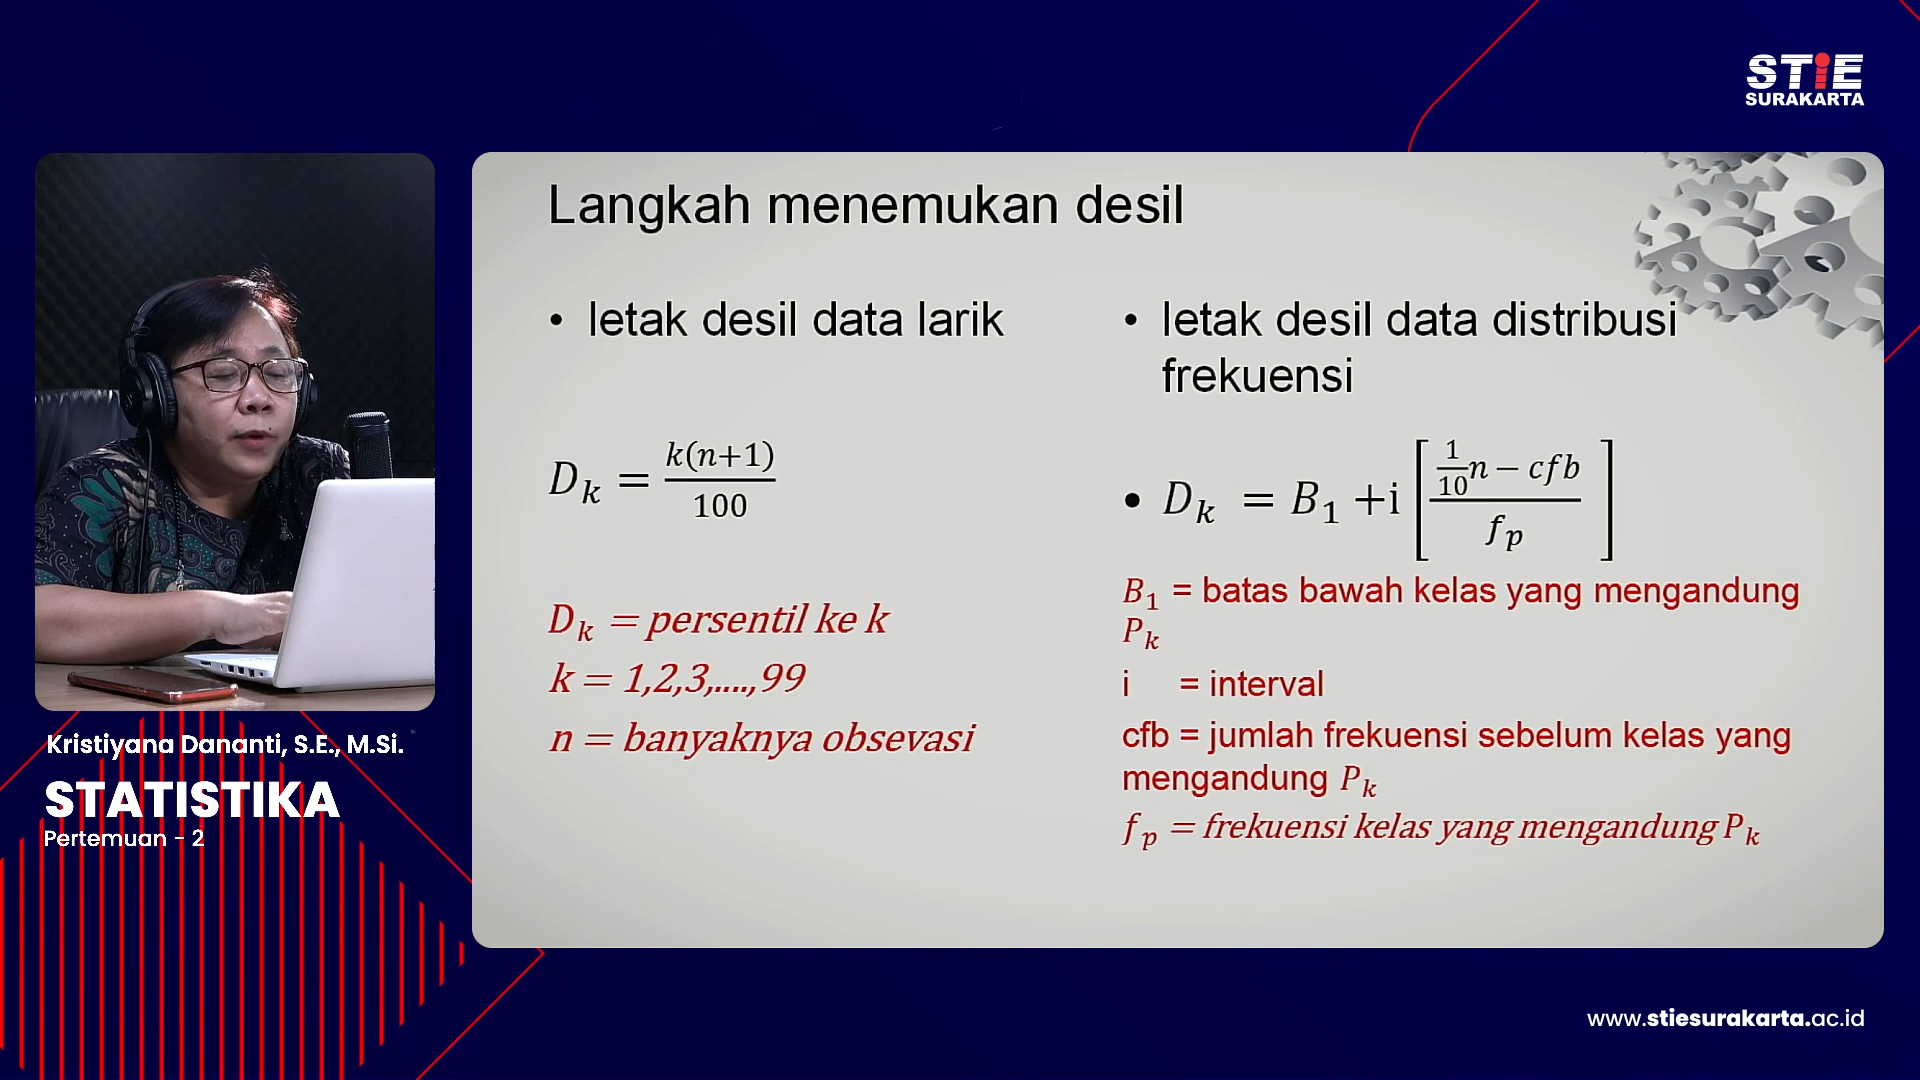 STiE
SURAKARTA
Langkah menemukan desil
• letak desil data larik
D_k = k(n+1)/100
D_k = persentil ke k
k = 1,2,3,....,99
n = banyaknya obsevasi
• letak desil data distribusi
frekuensi
• D_k = B_1 +i [ (1/10 n − cfb)/f_p ]
B_1 = batas bawah kelas yang mengandung
P_k
i = interval
cfb = jumlah frekuensi sebelum kelas yang
mengandung P_k
f_p = frekuensi kelas yang mengandung P_k
Kristiyana Dananti, S.E., M.Si.
STATISTIKA
Pertemuan - 2
www.stiesurakarta.ac.id